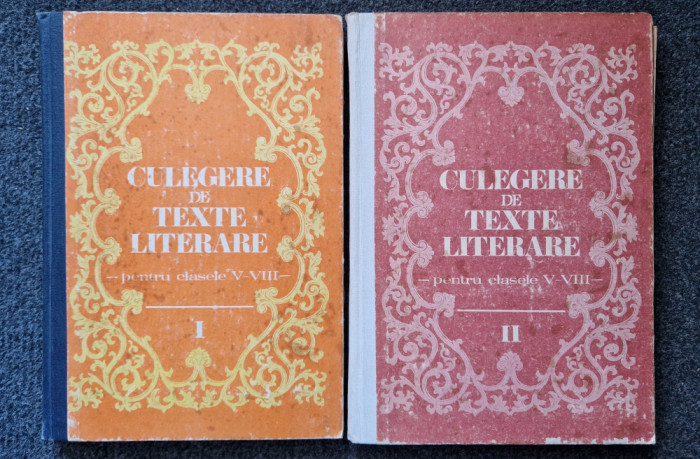 CULEGERE
DE
TEXTE
LITERARE
— pentru clasele V-VIII —
I
CULEGERE
DE
TEXTE
LITERARE
— pentru clasele V-VIII —
II